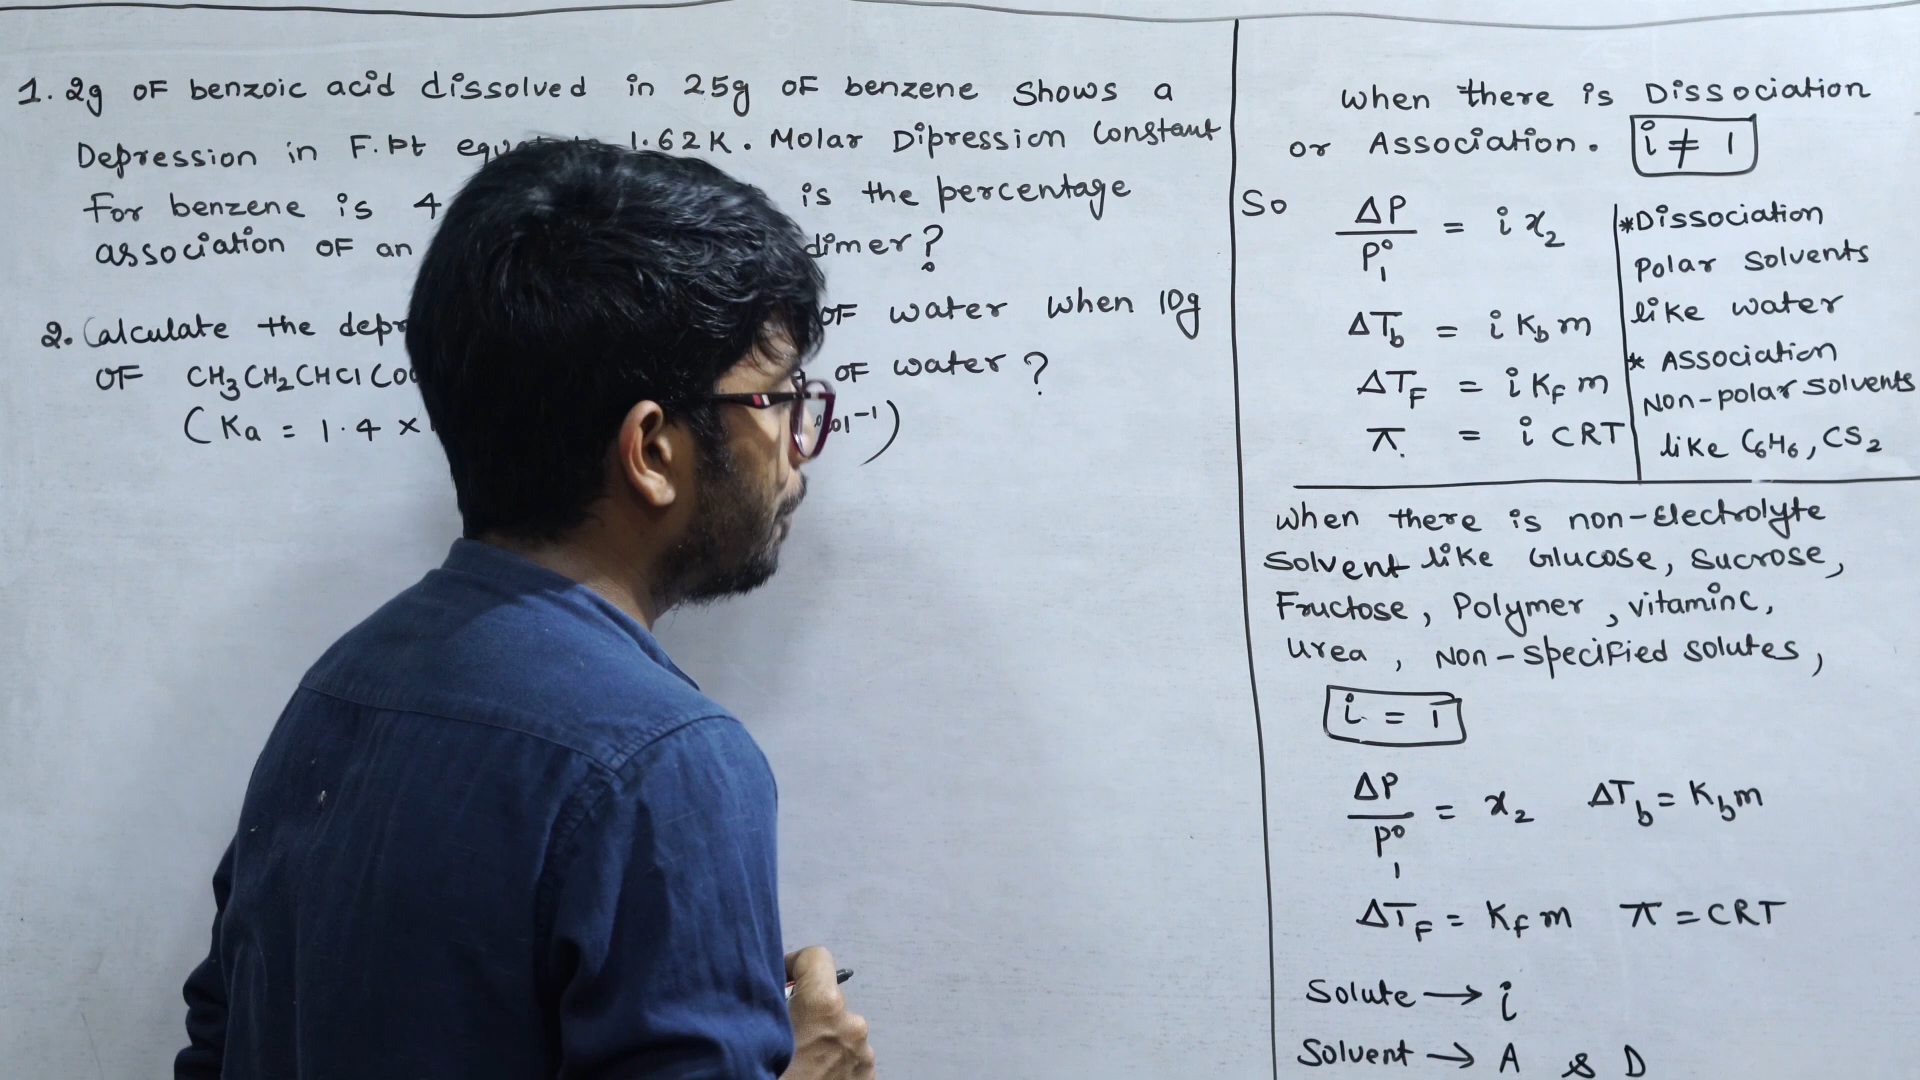 1. 2g OF benzoic acid dissolved in 25g OF benzene shows a
Depression in F.Pt 1.62K. Molar Dipression Constant
For benzene is 4 is the percentage
association OF an dimer?
2. Calculate the depr OF water when 10g
OF CH3CH2CHClCOO OF water ?
(Ka = 1.4 × ol-1)
when there is Dissociation
or Association. i ≠ 1
So ΔP/P°1 = i x2
ΔTb = i Kb m
ΔTF = i KF m
π = i CRT
*Dissociation
Polar solvents
like water
* Association
Non-polar solvents
like C6H6, CS2
when there is non-Electrolyte
Solvent like Glucose, Sucrose,
Fructose, Polymer, vitaminc,
Urea, Non-specified solutes,
i = 1
ΔP/P°1 = x2 ΔTb = Kbm
ΔTF = KF m π = CRT
Solute → i
Solvent → A & D